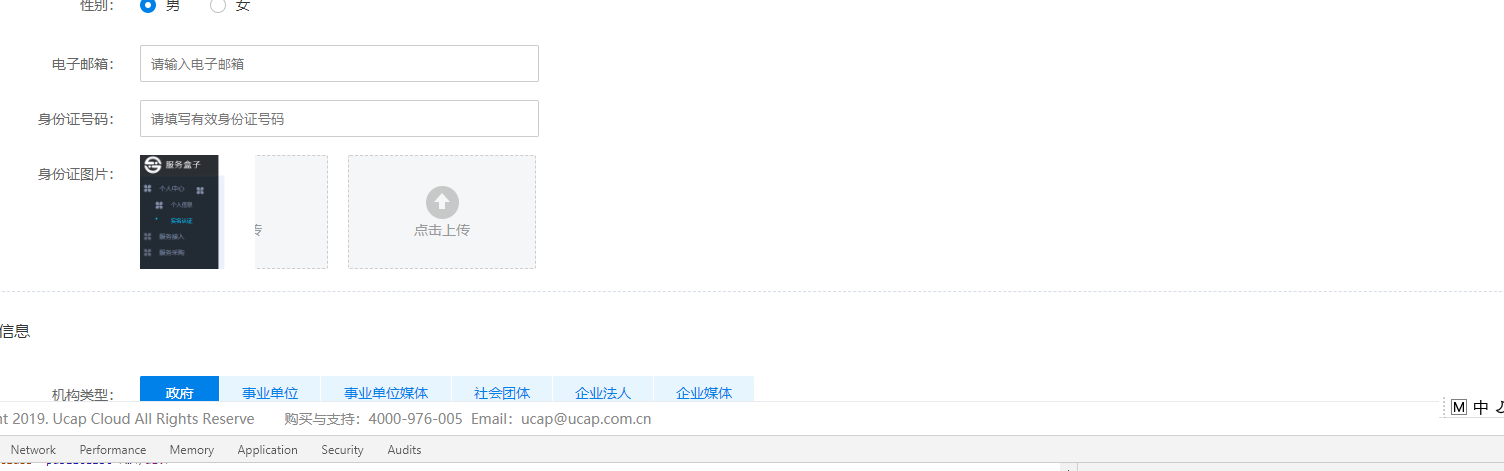 性别： 男 女
电子邮箱： 请输入电子邮箱
身份证号码： 请填写有效身份证号码
身份证图片：
服务盒子
个人中心
个人信息
实名认证
服务接入
服务采购
传
点击上传
信息
机构类型： 政府 事业单位 事业单位媒体 社会团体 企业法人 企业媒体
nt 2019. Ucap Cloud All Rights Reserve 购买与支持：4000-976-005 Email：ucap@ucap.com.cn
M 中
Network Performance Memory Application Security Audits